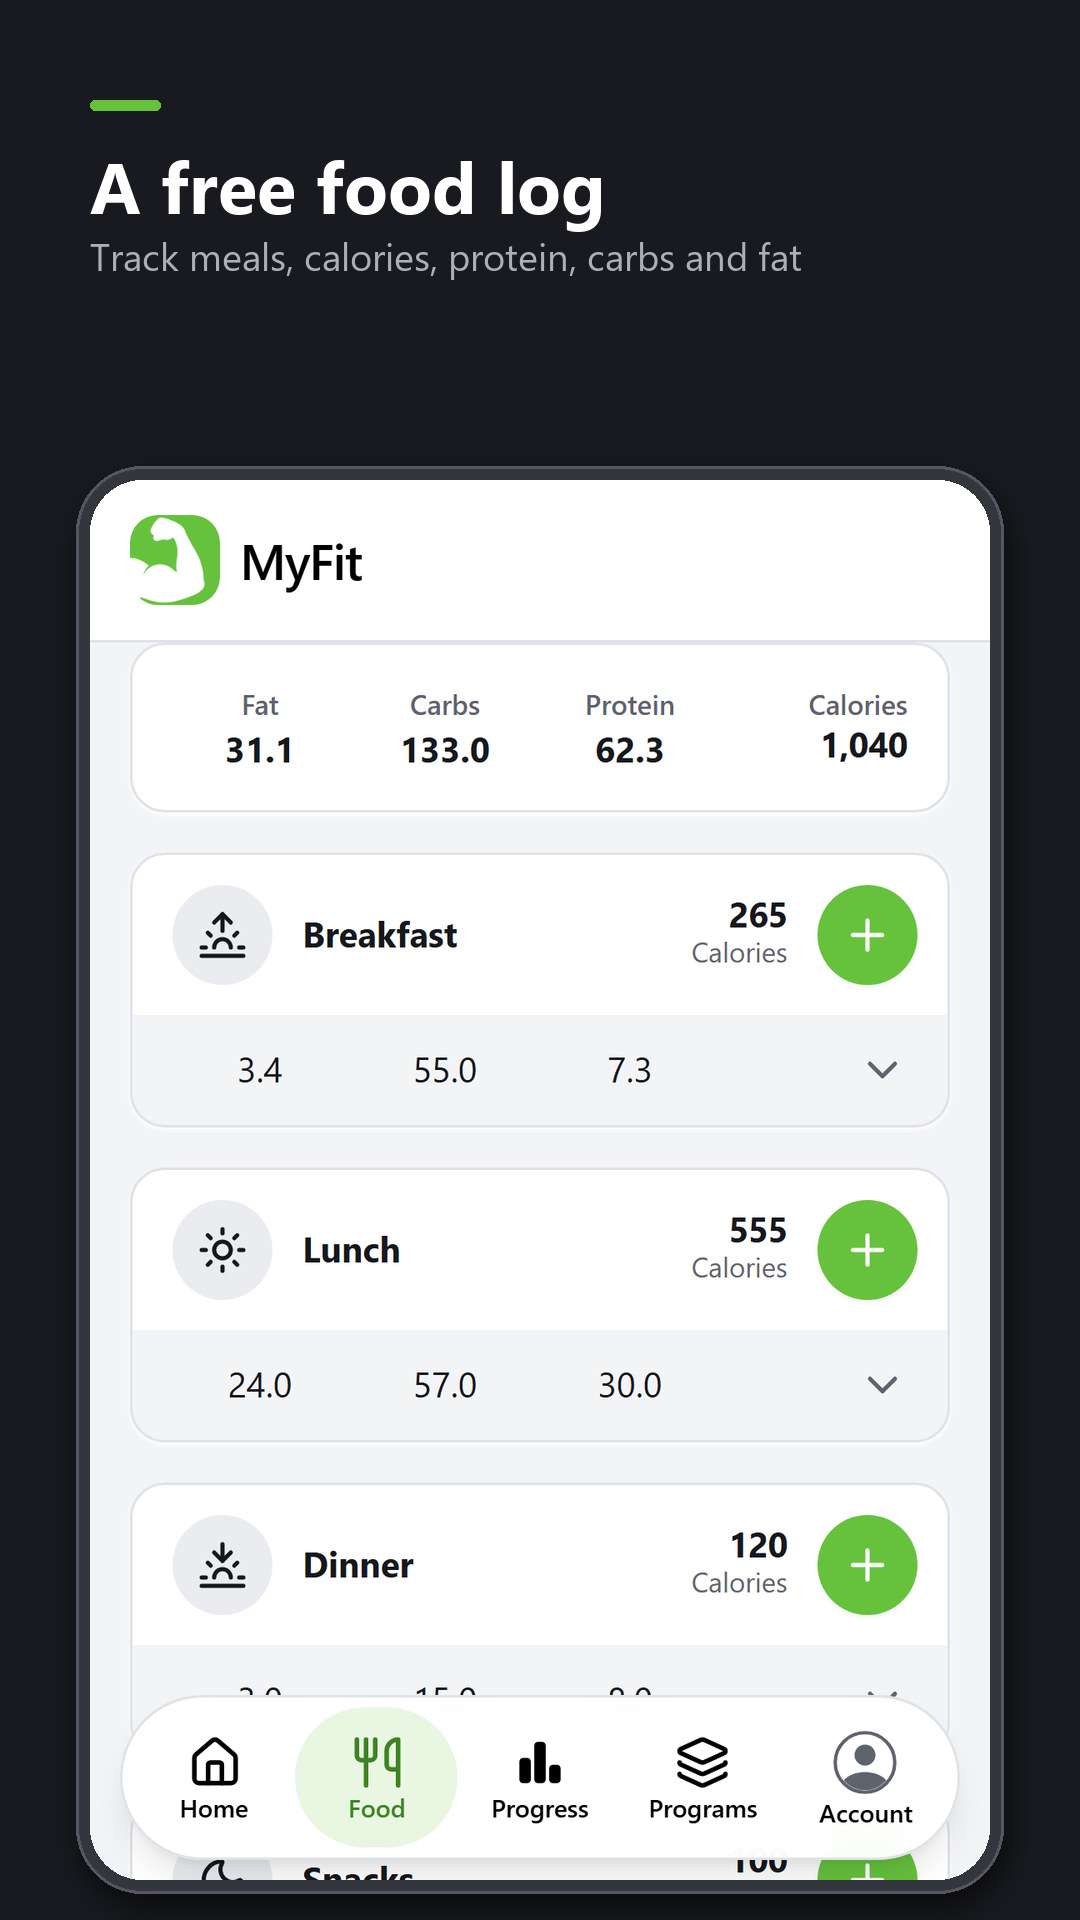 A free food log
Track meals, calories, protein, carbs and fat
MyFit
Fat Carbs Protein Calories
31.1 133.0 62.3 1,040
Breakfast 265 Calories
3.4 55.0 7.3
Lunch 555 Calories
24.0 57.0 30.0
Dinner 120 Calories
Home Food Progress Programs Account
Snacks 100